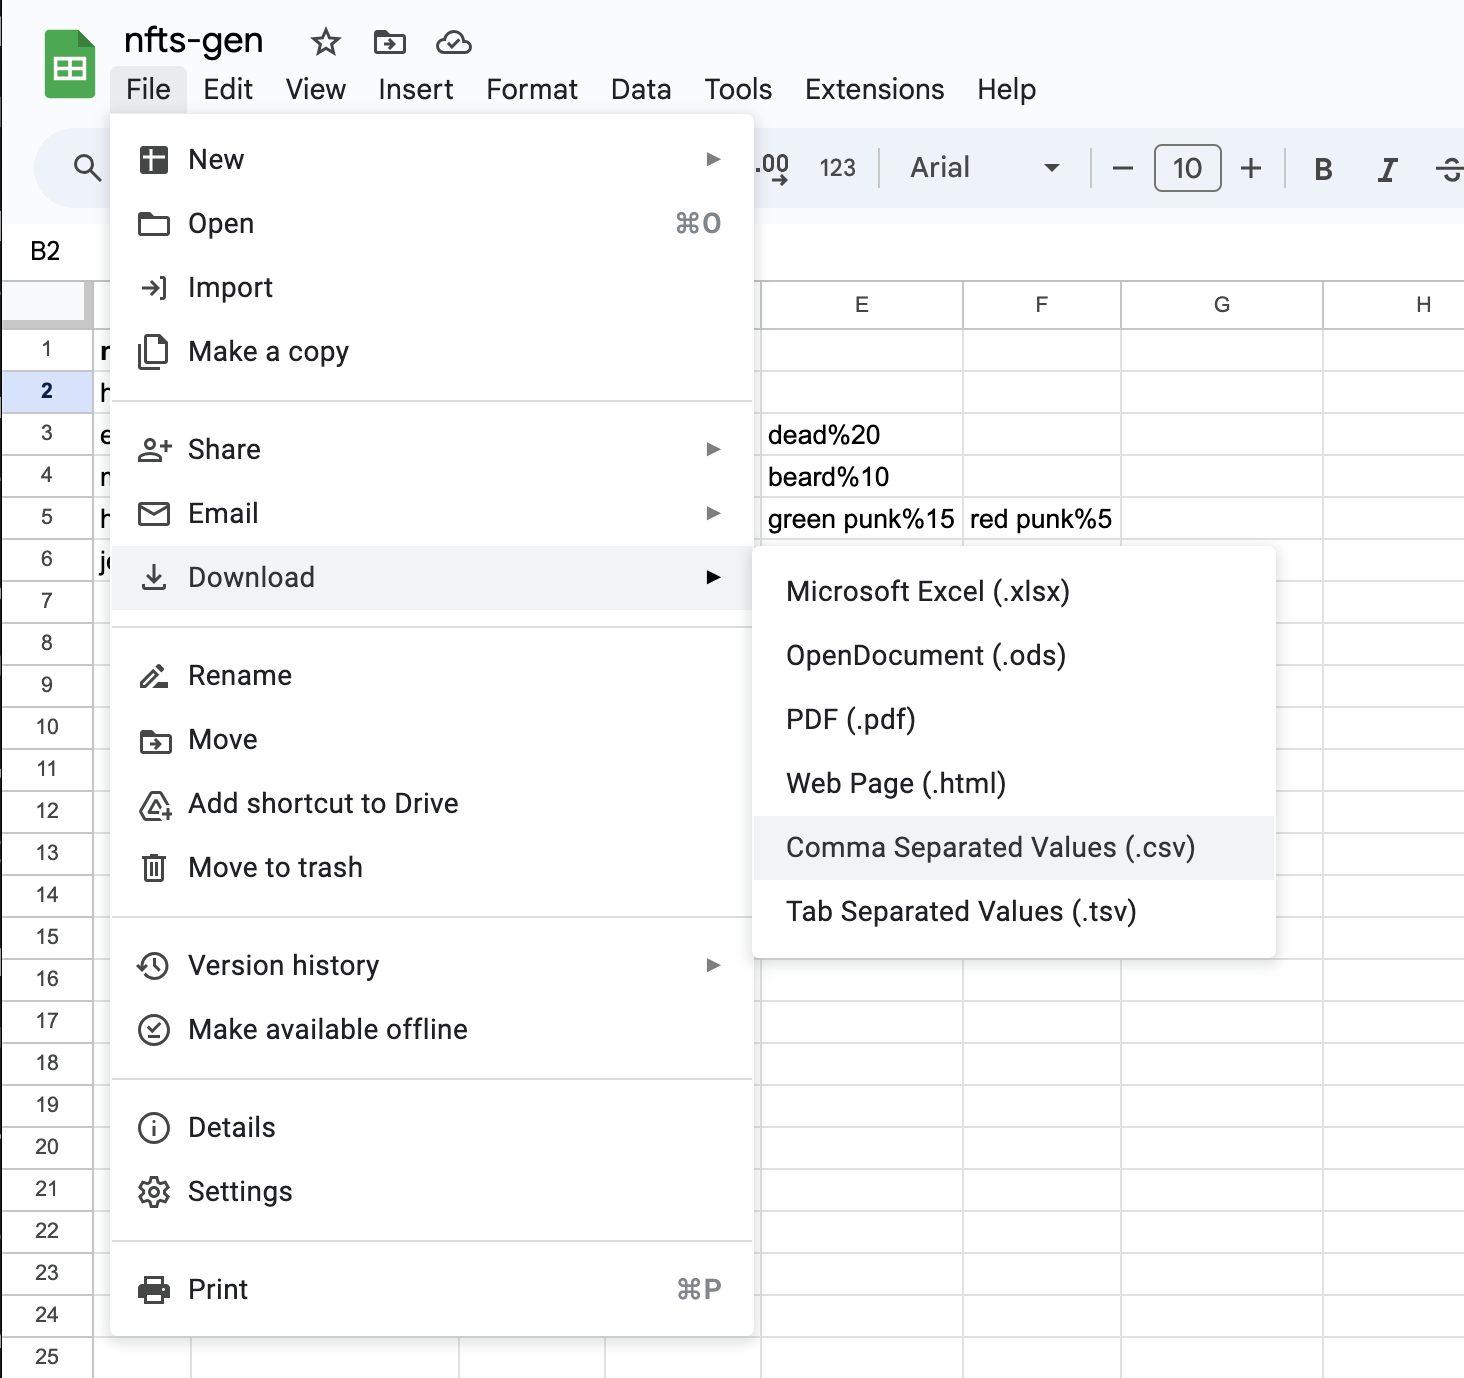 nfts-gen
File Edit View Insert Format Data Tools Extensions Help
.00 123 Arial 10 B I S
B2
E F G H
1
2
3 dead%20
4 beard%10
5 green punk%15 red punk%5
6
7
8
9
10
11
12
13
14
15
16
17
18
19
20
21
22
23
24
25
New
Open ⌘O
Import
Make a copy
Share
Email
Download
Rename
Move
Add shortcut to Drive
Move to trash
Version history
Make available offline
Details
Settings
Print ⌘P
Microsoft Excel (.xlsx)
OpenDocument (.ods)
PDF (.pdf)
Web Page (.html)
Comma Separated Values (.csv)
Tab Separated Values (.tsv)